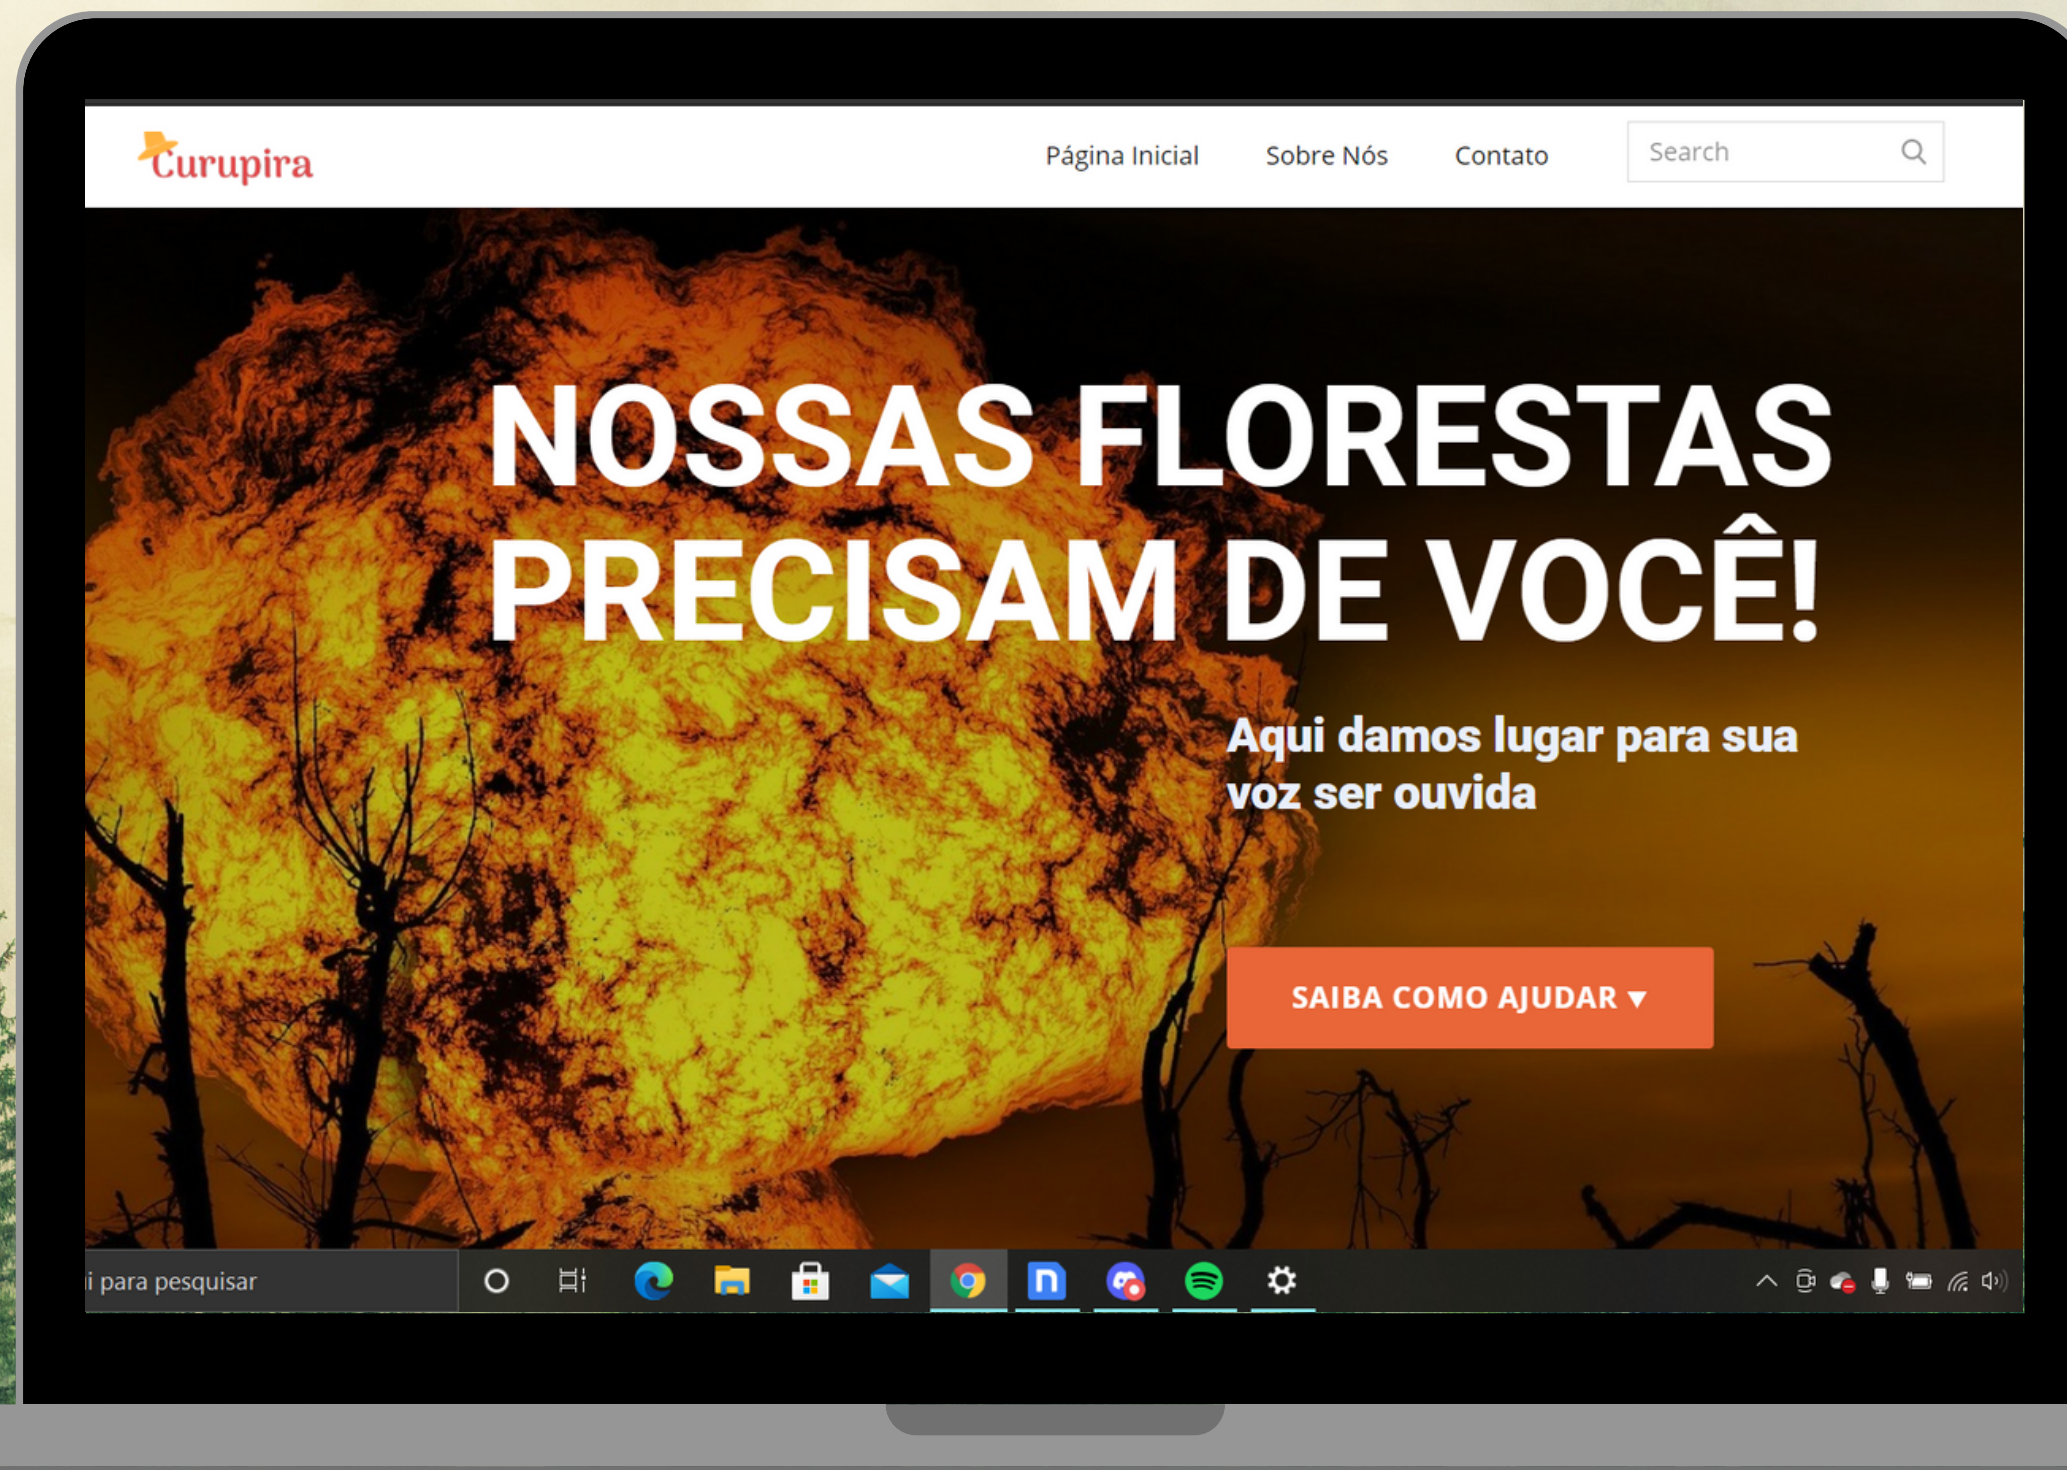 Curupira
Página Inicial
Sobre Nós
Contato
Search
NOSSAS FLORESTAS
PRECISAM DE VOCÊ!
Aqui damos lugar para sua
voz ser ouvida
SAIBA COMO AJUDAR ▼
i para pesquisar